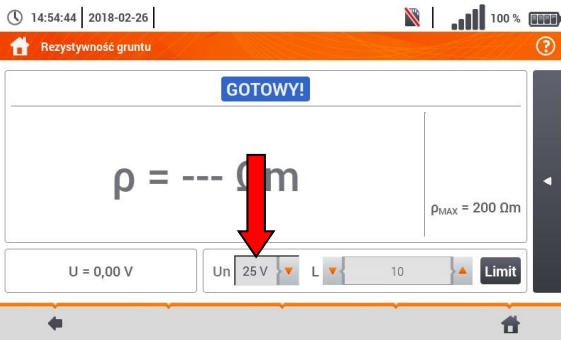 14:54:44 2018-02-26 100 %
Rezystywność gruntu
GOTOWY!
ρ = --- Ωm
ρMAX = 200 Ωm
U = 0,00 V Un 25 V L 10 Limit